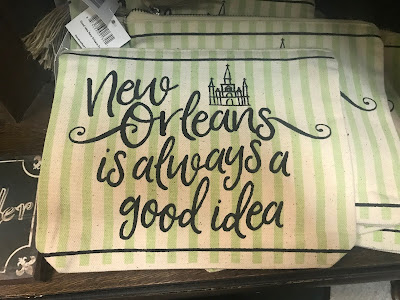 New
Orleans
is always a
good idea